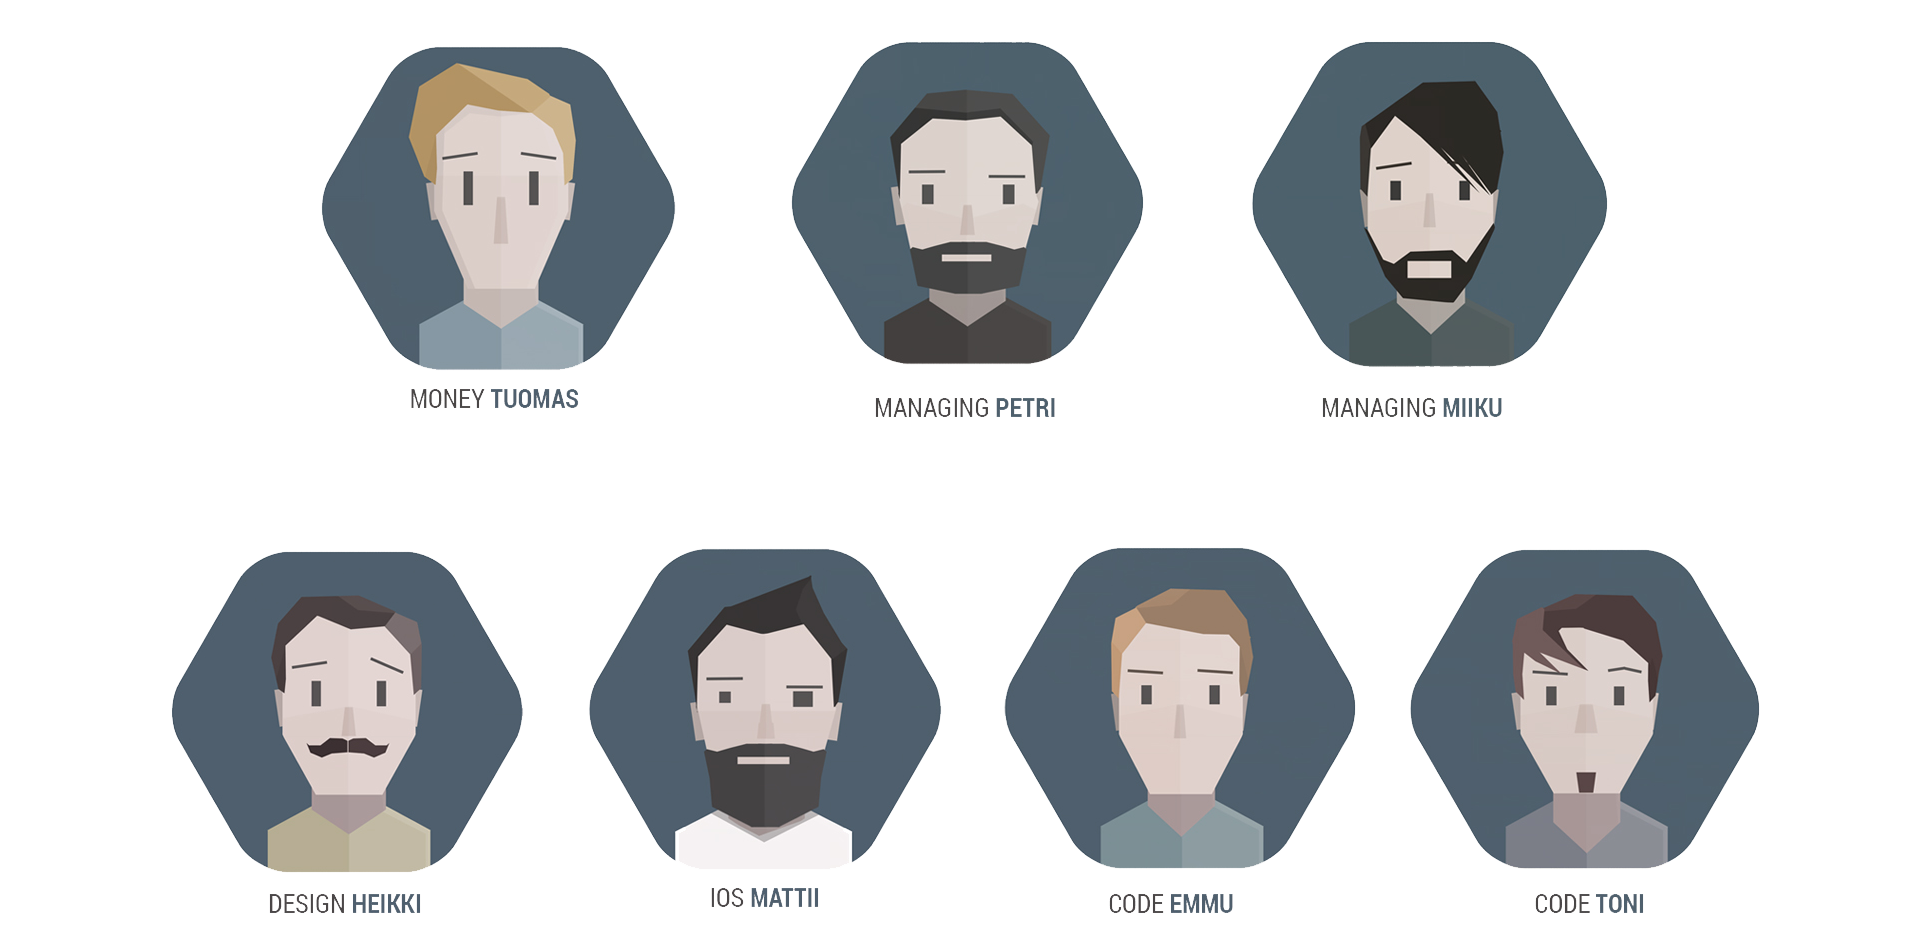 MONEY TUOMAS
MANAGING PETRI
MANAGING MIIKU
DESIGN HEIKKI
IOS MATTII
CODE EMMU
CODE TONI